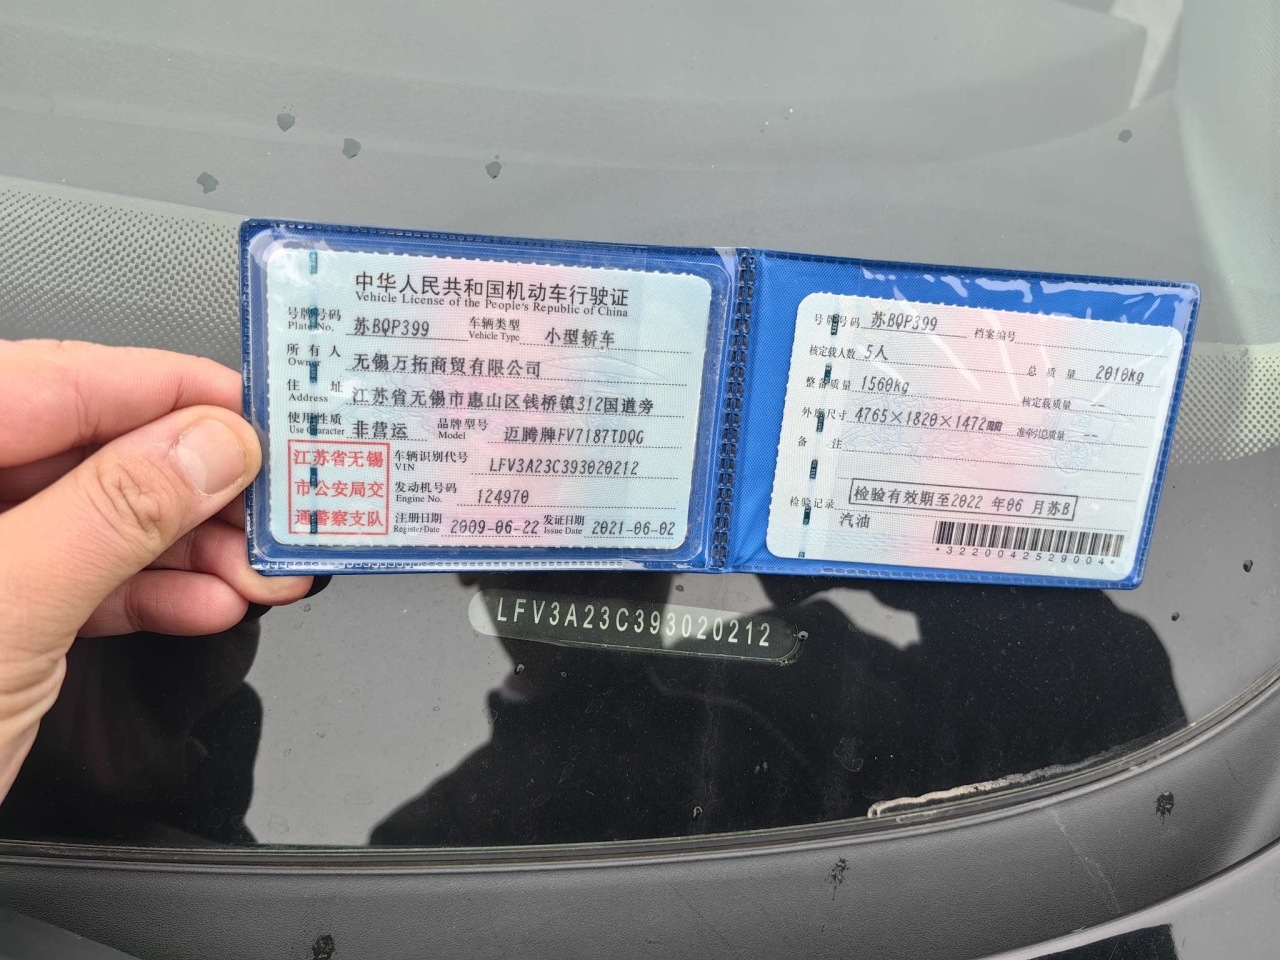 中华人民共和国机动车行驶证
Vehicle License of the People's Republic of China
号牌号码 苏BQP399 车辆类型 小型轿车
Plate No. Vehicle Type
所有人 无锡万拓商贸有限公司
Owner
住址 江苏省无锡市惠山区钱桥镇312国道旁
Address
使用性质 非营运 品牌型号 迈腾牌FV7187TDQG
Use Character Model
江苏省无锡
市公安局交
通警察支队
车辆识别代号 LFV3A23C393020212
VIN
发动机号码 124970
Engine No.
注册日期 2009-06-22 发证日期 2021-06-02
Register Date Issue Date
号牌号码 苏BQP399 档案编号
核定载人数 5人 总质量 2010kg
整备质量 1560kg 核定载质量 --
外廓尺寸 4765×1820×1472mm 准牵引总质量 --
备注
检验记录 检验有效期至2022年06月苏B
汽油
*3220042529004*
LFV3A23C393020212